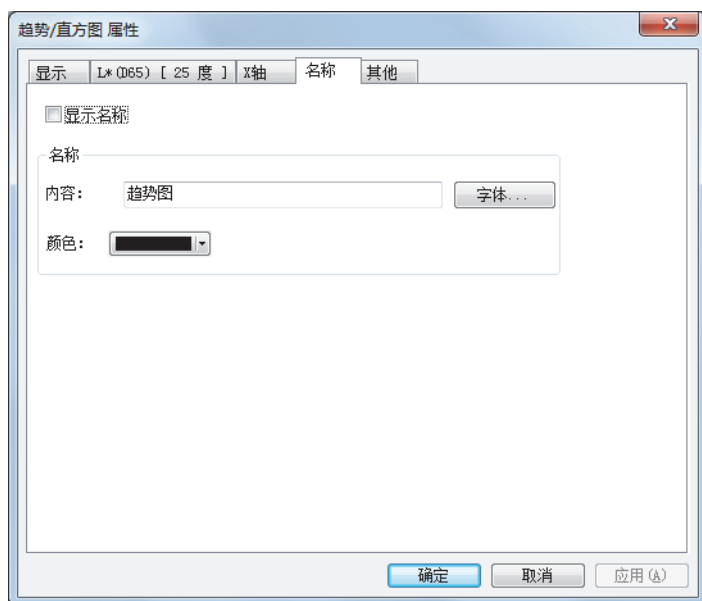 趋势/直方图 属性
显示 L*(D65) [ 25 度 ] X轴 名称 其他
显示名称
名称
内容: 趋势图 字体...
颜色:
确定 取消 应用(A)